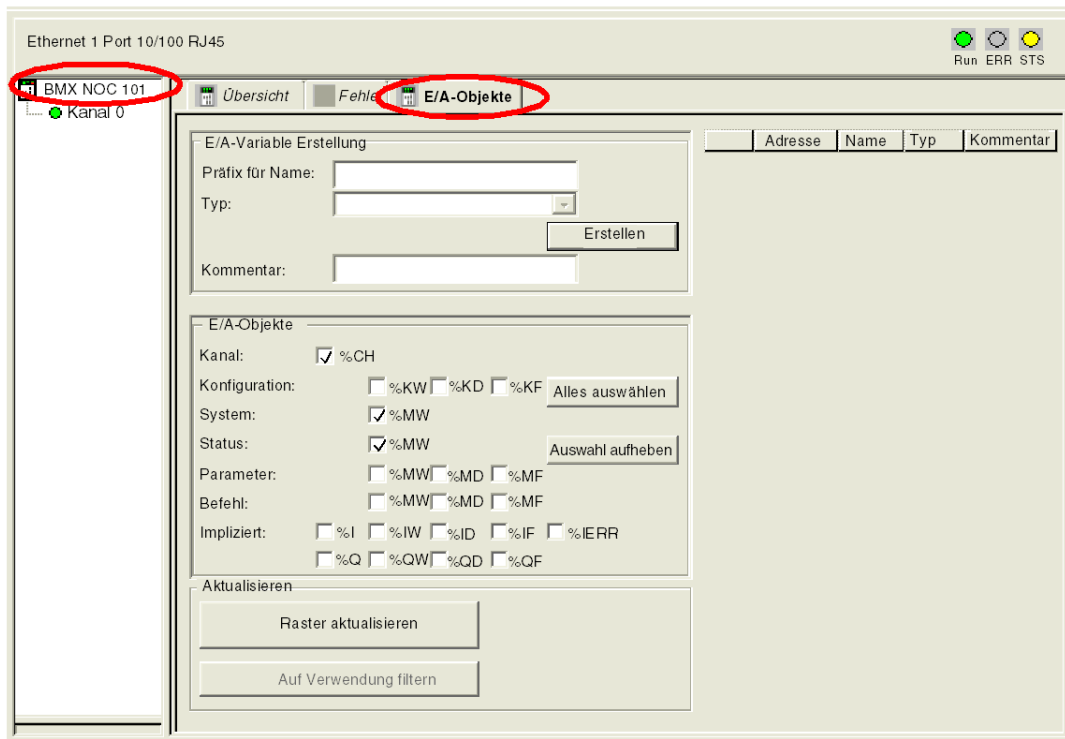 Ethernet 1 Port 10/100 RJ45
Run ERR STS
BMX NOC 101
Kanal 0
Übersicht Fehle E/A-Objekte
E/A-Variable Erstellung
Präfix für Name:
Typ:
Erstellen
Kommentar:
Adresse Name Typ Kommentar
E/A-Objekte
Kanal: %CH
Konfiguration: %KW %KD %KF Alles auswählen
System: %MW
Status: %MW Auswahl aufheben
Parameter: %MW %MD %MF
Befehl: %MW %MD %MF
Impliziert: %I %IW %ID %IF %IERR
%Q %QW %QD %QF
Aktualisieren
Raster aktualisieren
Auf Verwendung filtern